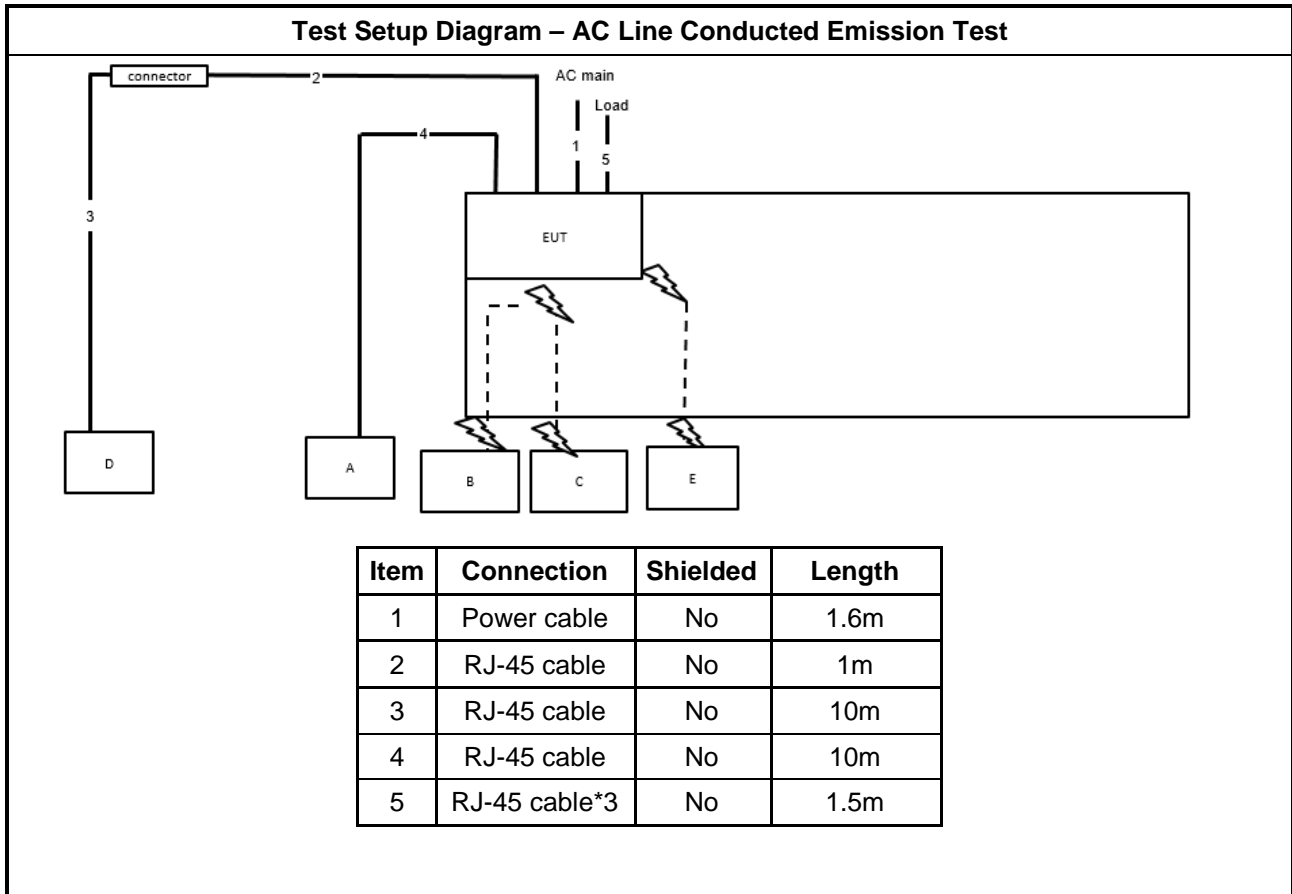 Test Setup Diagram – AC Line Conducted Emission Test
connector
2
AC main
Load
4
1
5
3
EUT
D
A
B
C
E
Item Connection Shielded Length
1 Power cable No 1.6m
2 RJ-45 cable No 1m
3 RJ-45 cable No 10m
4 RJ-45 cable No 10m
5 RJ-45 cable*3 No 1.5m